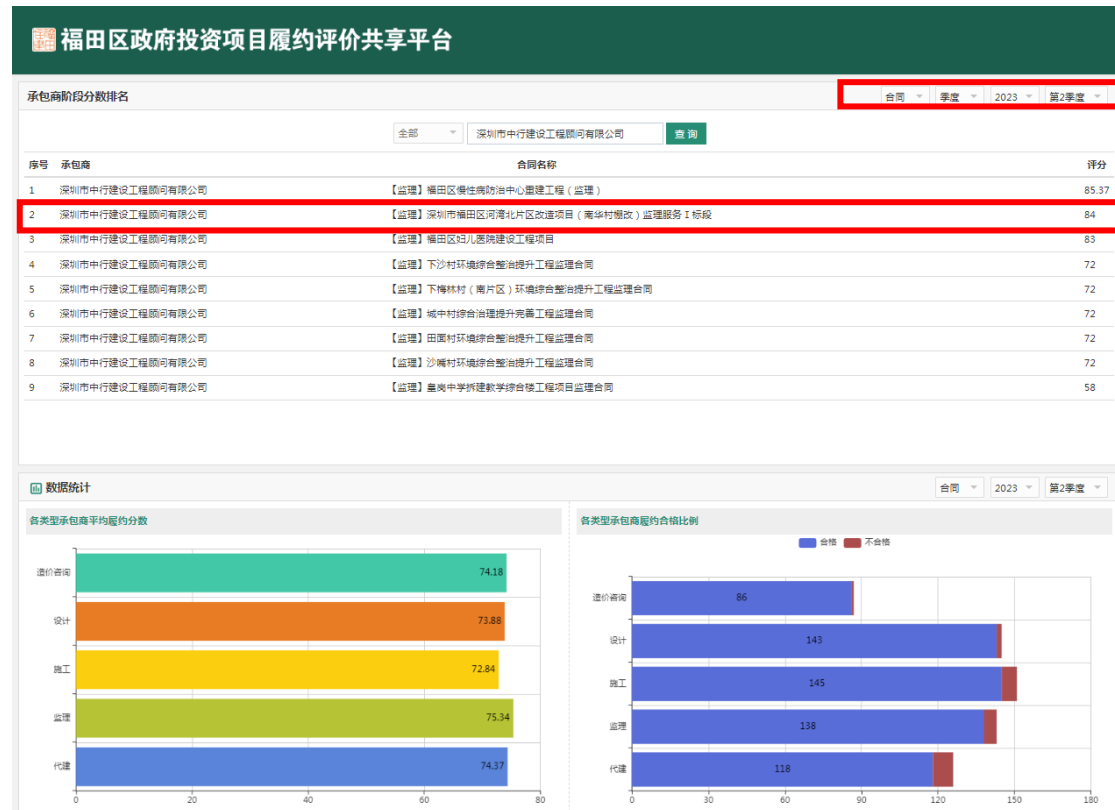 福田区政府投资项目履约评价共享平台
承包商阶段分数排名 合同 季度 2023 第2季度
全部 深圳市中行建设工程顾问有限公司 查询
序号 承包商 合同名称 评分
1 深圳市中行建设工程顾问有限公司 【监理】福田区慢性病防治中心重建工程（监理） 85.37
2 深圳市中行建设工程顾问有限公司 【监理】深圳市福田区河湾北片区改造项目（南华村棚改）监理服务Ⅰ标段 84
3 深圳市中行建设工程顾问有限公司 【监理】福田区妇儿医院建设工程项目 83
4 深圳市中行建设工程顾问有限公司 【监理】下沙村环境综合整治提升工程监理合同 72
5 深圳市中行建设工程顾问有限公司 【监理】下梅林村（南片区）环境综合整治提升工程监理合同 72
6 深圳市中行建设工程顾问有限公司 【监理】城中村综合治理提升完善工程监理合同 72
7 深圳市中行建设工程顾问有限公司 【监理】田面村环境综合整治提升工程监理合同 72
8 深圳市中行建设工程顾问有限公司 【监理】沙嘴村环境综合整治提升工程监理合同 72
9 深圳市中行建设工程顾问有限公司 【监理】皇岗中学拆建教学综合楼工程项目监理合同 58
数据统计 合同 2023 第2季度
各类型承包商平均履约分数
造价咨询 74.18
设计 73.88
施工 72.84
监理 75.34
代建 74.37
0 20 40 60 80
各类型承包商履约合格比例
合格 不合格
造价咨询 86
设计 143
施工 145
监理 138
代建 118
0 30 60 90 120 150 180